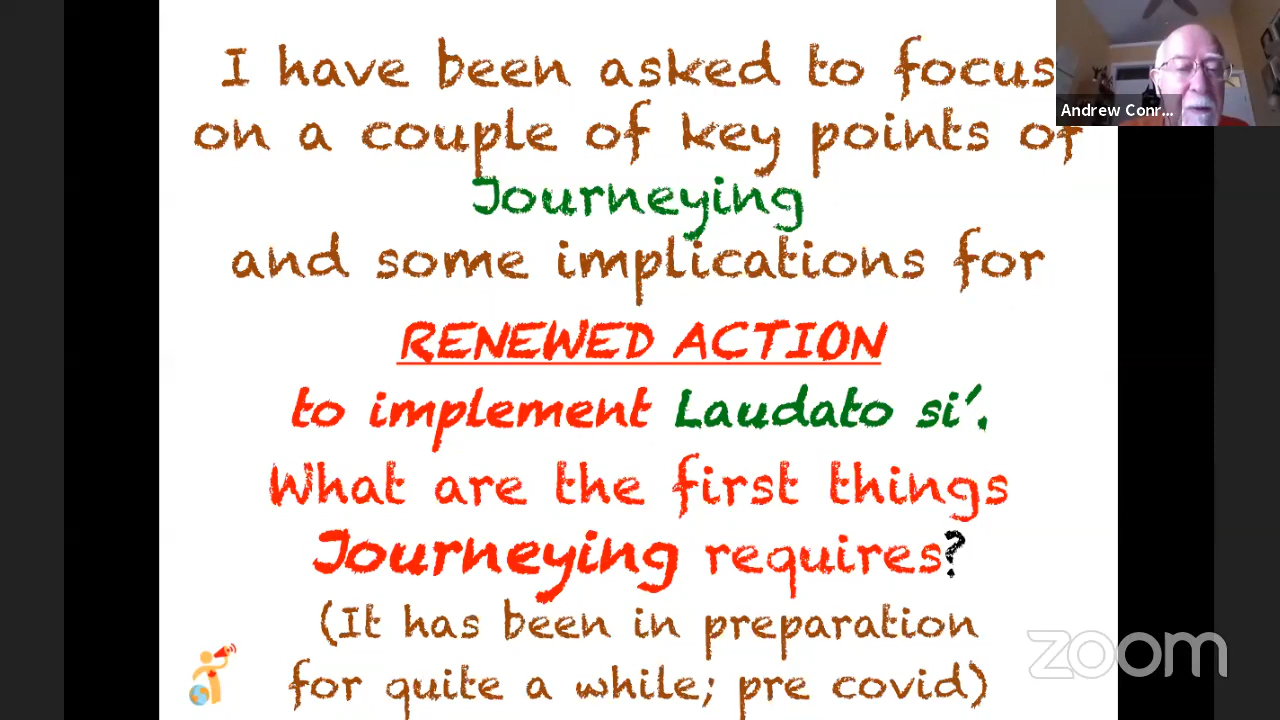 I have been asked to focus
on a couple of key points of
Journeying
and some implications for
RENEWED ACTION
to implement Laudato si'.
What are the first things
Journeying requires?
(It has been in preparation
for quite a while; pre covid)
Andrew Conr...
zoom